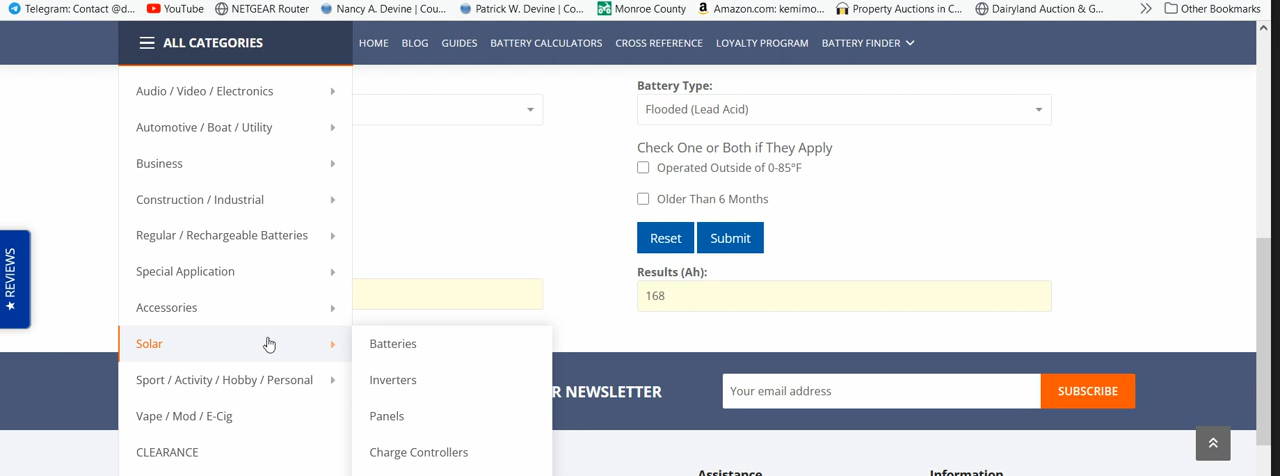 Telegram: Contact @d... YouTube NETGEAR Router Nancy A. Devine | Cou... Patrick W. Devine | Co... Monroe County Amazon.com: kemimo... Property Auctions in C... Dairyland Auction & G... Other Bookmarks
ALL CATEGORIES HOME BLOG GUIDES BATTERY CALCULATORS CROSS REFERENCE LOYALTY PROGRAM BATTERY FINDER
Audio / Video / Electronics
Automotive / Boat / Utility
Business
Construction / Industrial
Regular / Rechargeable Batteries
Special Application
Accessories
Solar
Sport / Activity / Hobby / Personal
Vape / Mod / E-Cig
CLEARANCE
Batteries
Inverters
Panels
Charge Controllers
Battery Type:
Flooded (Lead Acid)
Check One or Both if They Apply
Operated Outside of 0-85°F
Older Than 6 Months
Reset Submit
Results (Ah):
168
★ REVIEWS
R NEWSLETTER Your email address SUBSCRIBE
Assistance Information